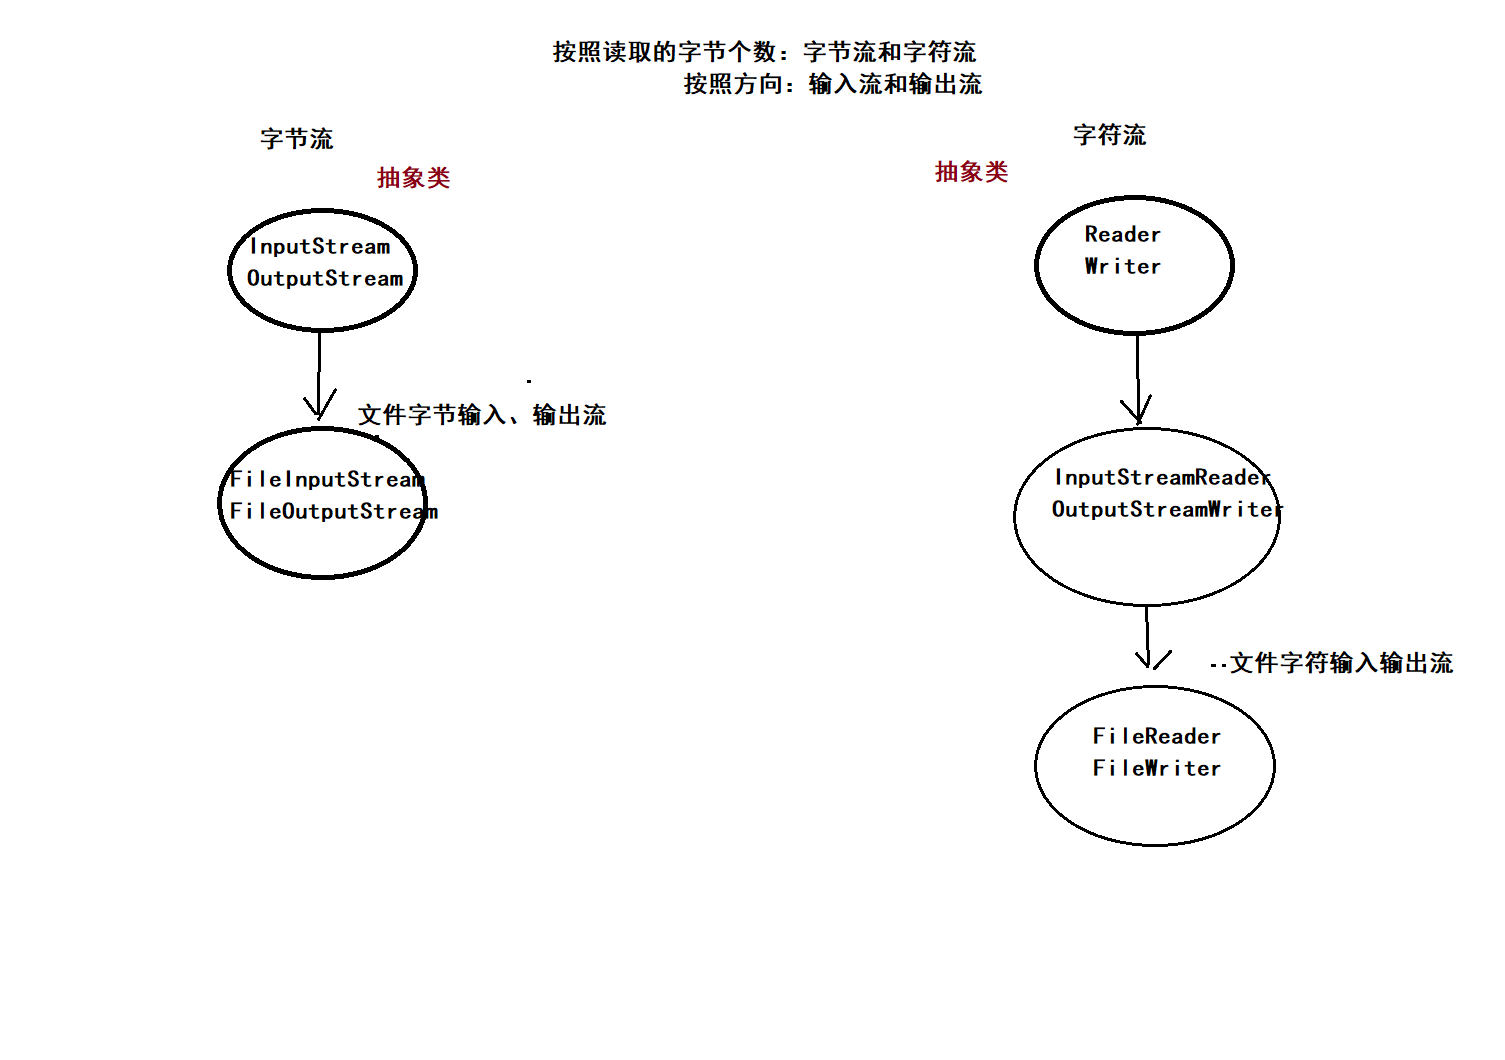 按照读取的字节个数：字节流和字符流
按照方向：输入流和输出流
字节流
抽象类
InputStream
OutputStream
文件字节输入、输出流
FileInputStream
FileOutputStream
字符流
抽象类
Reader
Writer
InputStreamReader
OutputStreamWriter
..文件字符输入输出流
FileReader
FileWriter